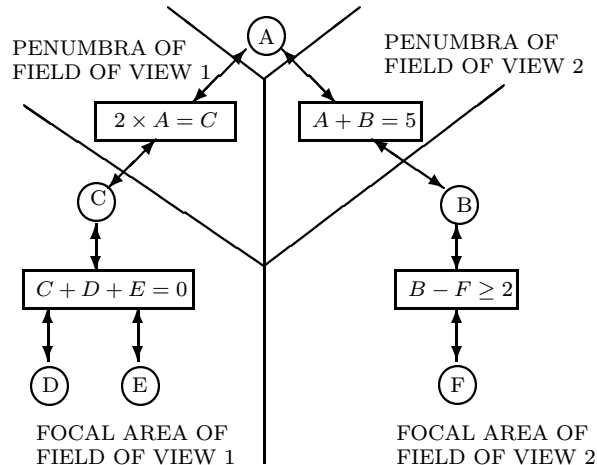 A
PENUMBRA OF
FIELD OF VIEW 1
PENUMBRA OF
FIELD OF VIEW 2
2 × A = C
A + B = 5
C
B
C + D + E = 0
B − F ≥ 2
D
E
F
FOCAL AREA OF
FIELD OF VIEW 1
FOCAL AREA OF
FIELD OF VIEW 2